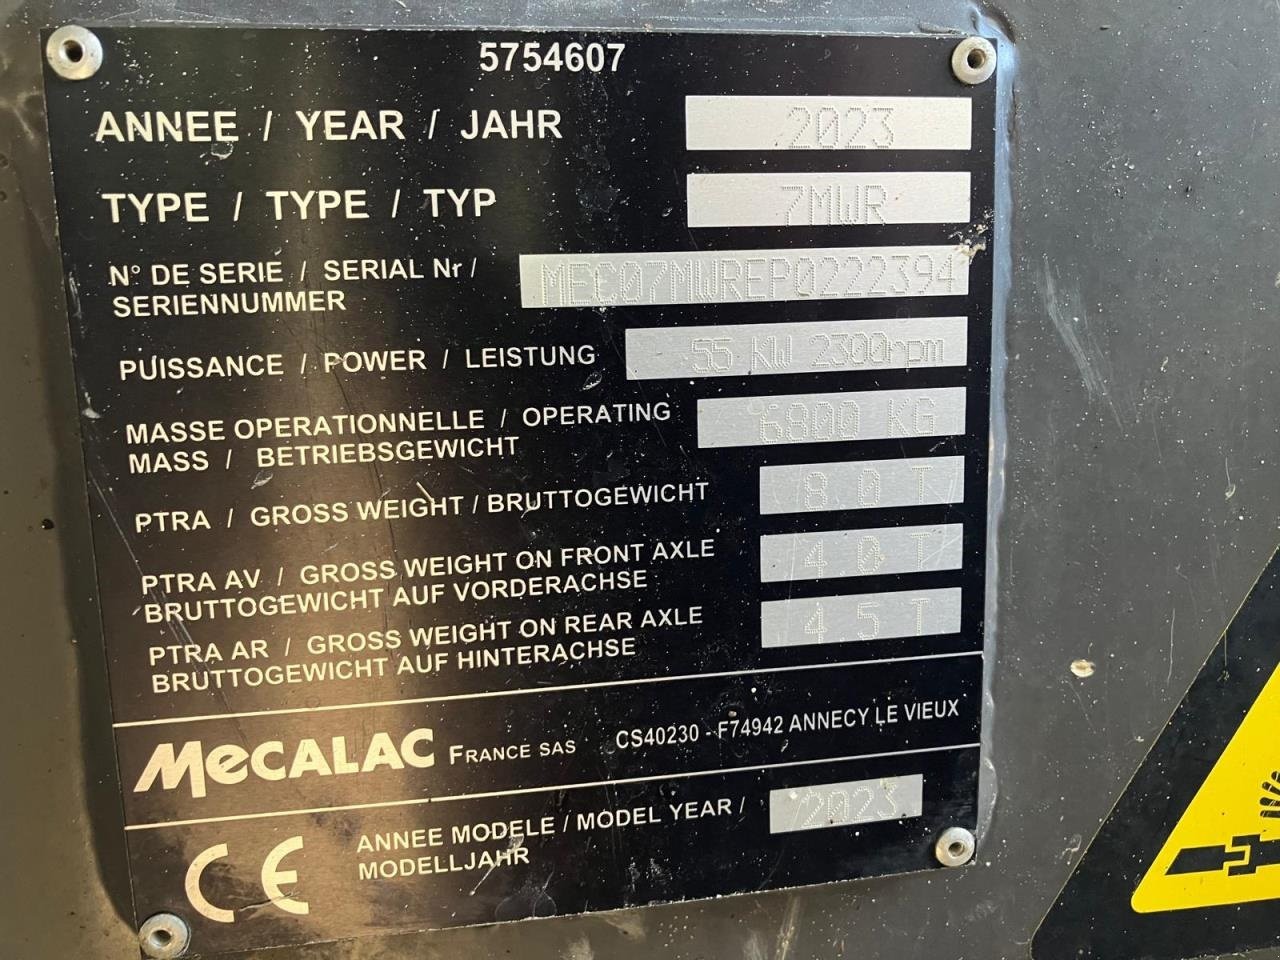 5754607
ANNEE / YEAR / JAHR 2023
TYPE / TYPE / TYP 7MWR
N° DE SERIE / SERIAL Nr / MEC07MWREP0222394
SERIENNUMMER
PUISSANCE / POWER / LEISTUNG 55 KW 2300rpm
MASSE OPERATIONNELLE / OPERATING 6800 KG
MASS / BETRIEBSGEWICHT
PTRA / GROSS WEIGHT / BRUTTOGEWICHT 8.0 T
PTRA AV / GROSS WEIGHT ON FRONT AXLE 4.0 T
BRUTTOGEWICHT AUF VORDERACHSE
PTRA AR / GROSS WEIGHT ON REAR AXLE 4.5 T
BRUTTOGEWICHT AUF HINTERACHSE
MECALAC FRANCE SAS CS40230 - F74942 ANNECY LE VIEUX
CE ANNEE MODELE / MODEL YEAR / 2023
MODELLJAHR